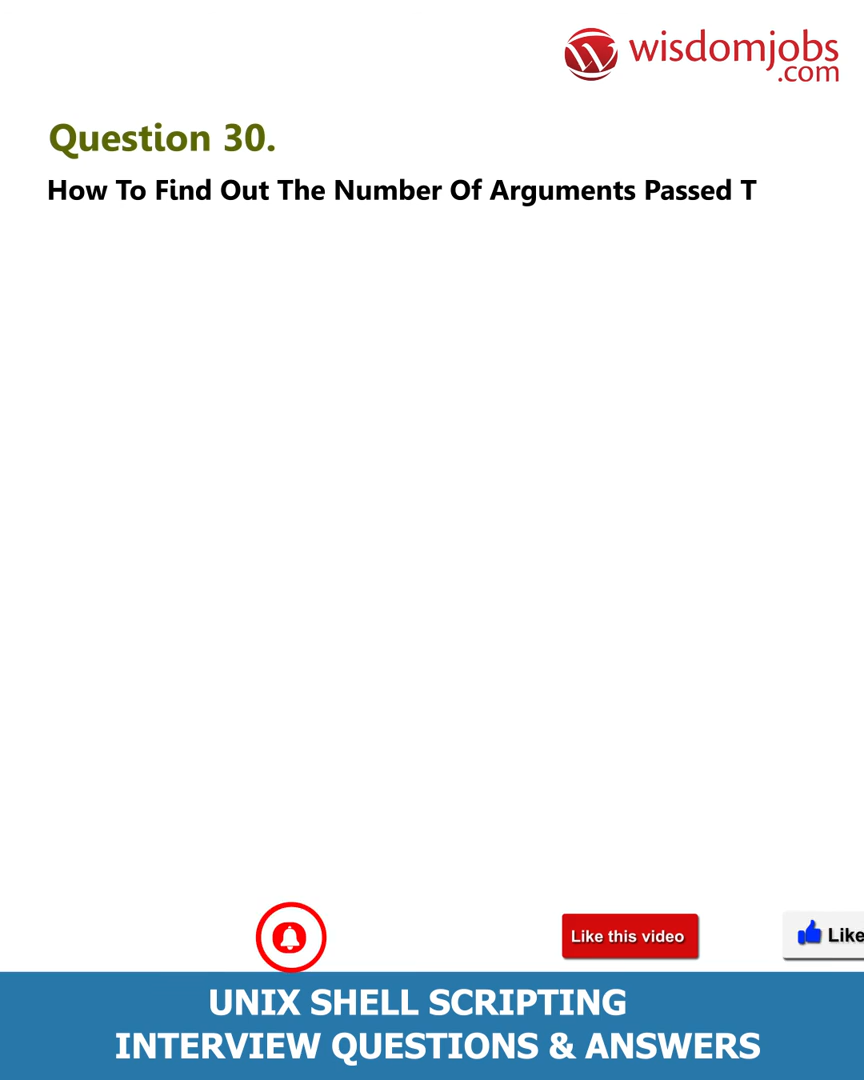 wisdomjobs
.com
Question 30.
How To Find Out The Number Of Arguments Passed T
Like this video
Like
UNIX SHELL SCRIPTING
INTERVIEW QUESTIONS & ANSWERS